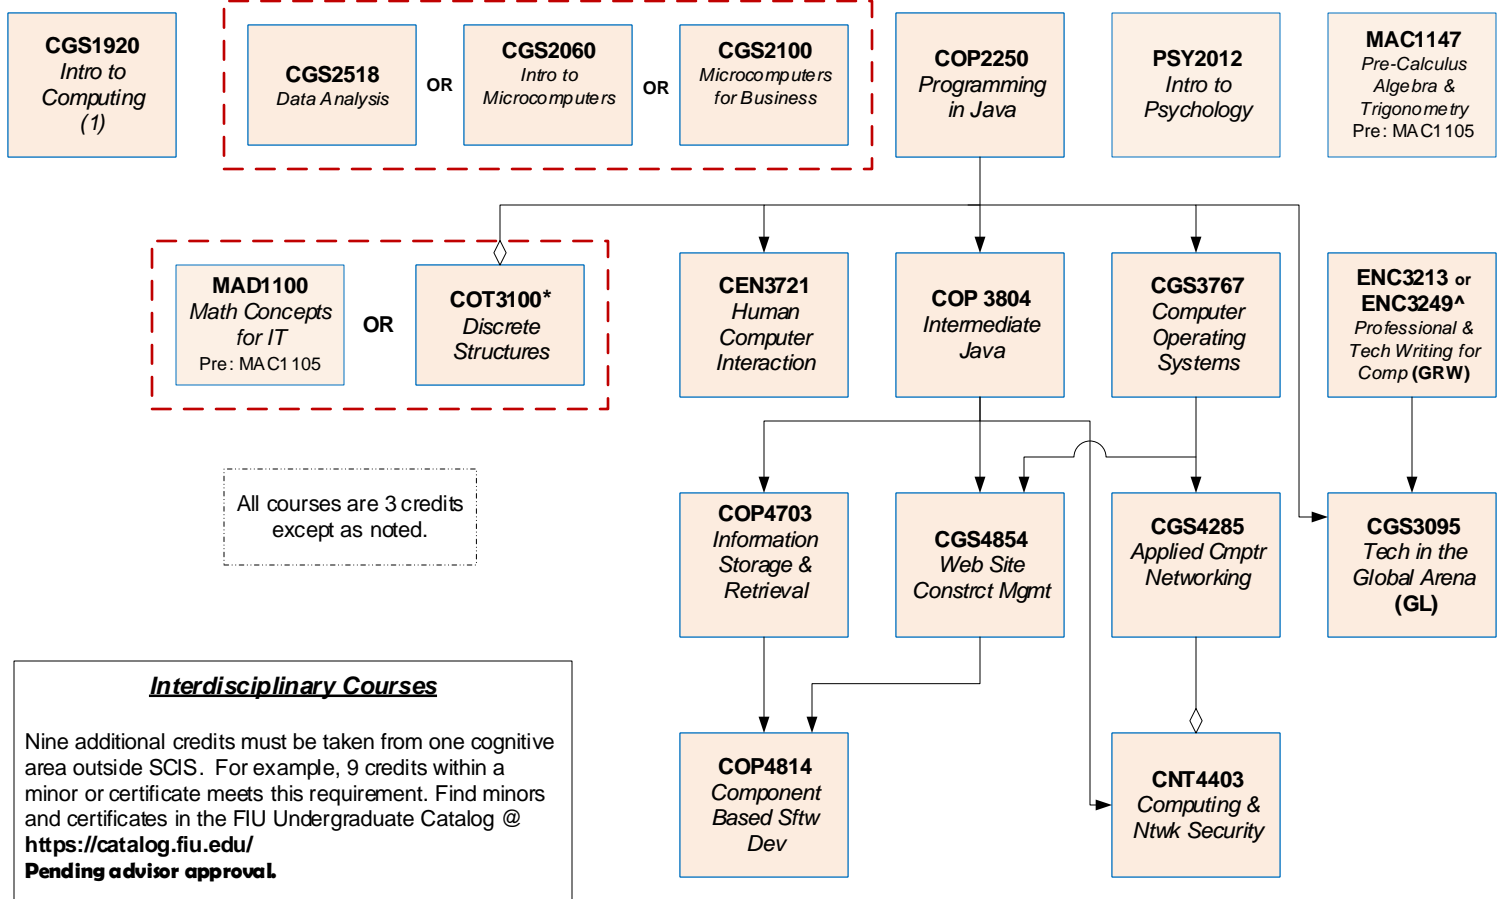 CGS1920
Intro to
Computing
(1)
CGS2518
Data Analysis
OR
CGS2060
Intro to
Microcomputers
OR
CGS2100
Microcomputers
for Business
COP2250
Programming
in Java
PSY2012
Intro to
Psychology
MAC1147
Pre-Calculus
Algebra &
Trigonometry
Pre: MAC1105
MAD1100
Math Concepts
for IT
Pre: MAC1105
OR
COT3100*
Discrete
Structures
CEN3721
Human
Computer
Interaction
COP 3804
Intermediate
Java
CGS3767
Computer
Operating
Systems
ENC3213 or
ENC3249^
Professional &
Tech Writing for
Comp (GRW)
All courses are 3 credits
except as noted.
COP4703
Information
Storage &
Retrieval
CGS4854
Web Site
Constrct Mgmt
CGS4285
Applied Cmptr
Networking
CGS3095
Tech in the
Global Arena
(GL)
Interdisciplinary Courses
Nine additional credits must be taken from one cognitive
area outside SCIS. For example, 9 credits within a
minor or certificate meets this requirement. Find minors
and certificates in the FIU Undergraduate Catalog @
https://catalog.fiu.edu/
Pending advisor approval.
COP4814
Component
Based Sftw
Dev
CNT4403
Computing &
Ntwk Security